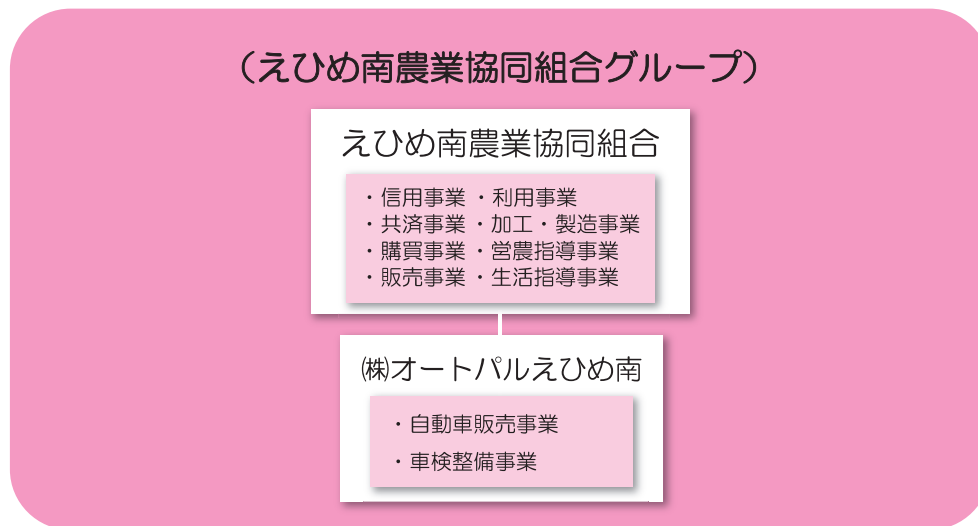 （えひめ南農業協同組合グループ）
えひめ南農業協同組合
・信用事業 ・利用事業
・共済事業 ・加工・製造事業
・購買事業 ・営農指導事業
・販売事業 ・生活指導事業
㈱オートパルえひめ南
・自動車販売事業
・車検整備事業